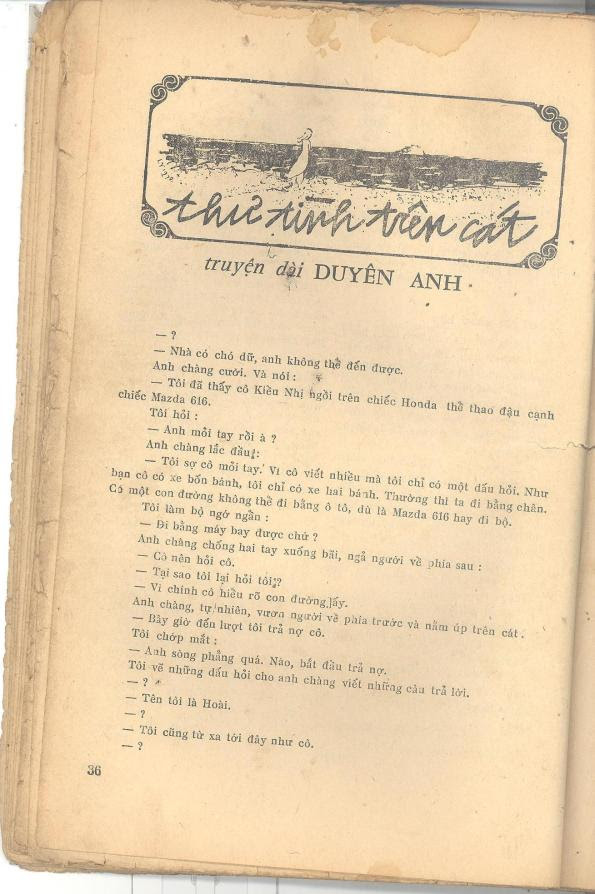 thư tình trên cát
truyện dài DUYÊN ANH
— ?
— Nhà có chó dữ, anh không thể đến được.
Anh chàng cười. Và nói :
— Tôi đã thấy cô Kiều Nhị ngồi trên chiếc Honda thể thao đậu cạnh
chiếc Mazda 616.
Tôi hỏi :
— Anh mỏi tay rồi à ?
Anh chàng lắc đầu :
— Tôi sợ cô mỏi tay. Vì cô viết nhiều mà tôi chỉ có một dấu hỏi. Như
bạn cô có xe bốn bánh, tôi chỉ có xe hai bánh. Thường thì ta đi bằng chân.
Có một con đường không thể đi bằng ô tô, dù là Mazda 616 hay đi bộ.
Tôi làm bộ ngớ ngẩn :
— Đi bằng máy bay được chứ ?
Anh chàng chống hai tay xuống bãi, ngả người về phía sau :
— Cô nên hỏi cô.
— Tại sao tôi lại hỏi tôi ?
— Vì chính cô hiểu rõ con đường ấy.
Anh chàng, tự nhiên, vươn người về phía trước và nằm úp trên cát.
— Bây giờ đến lượt tôi trả nợ cô.
Tôi chớp mắt :
— Anh sòng phẳng quá. Nào, bắt đầu trả nợ.
Tôi vẽ những dấu hỏi cho anh chàng viết những câu trả lời.
— ?
— Tên tôi là Hoài.
— ?
— Tôi cũng từ xa tới đây như cô.
— ?
36